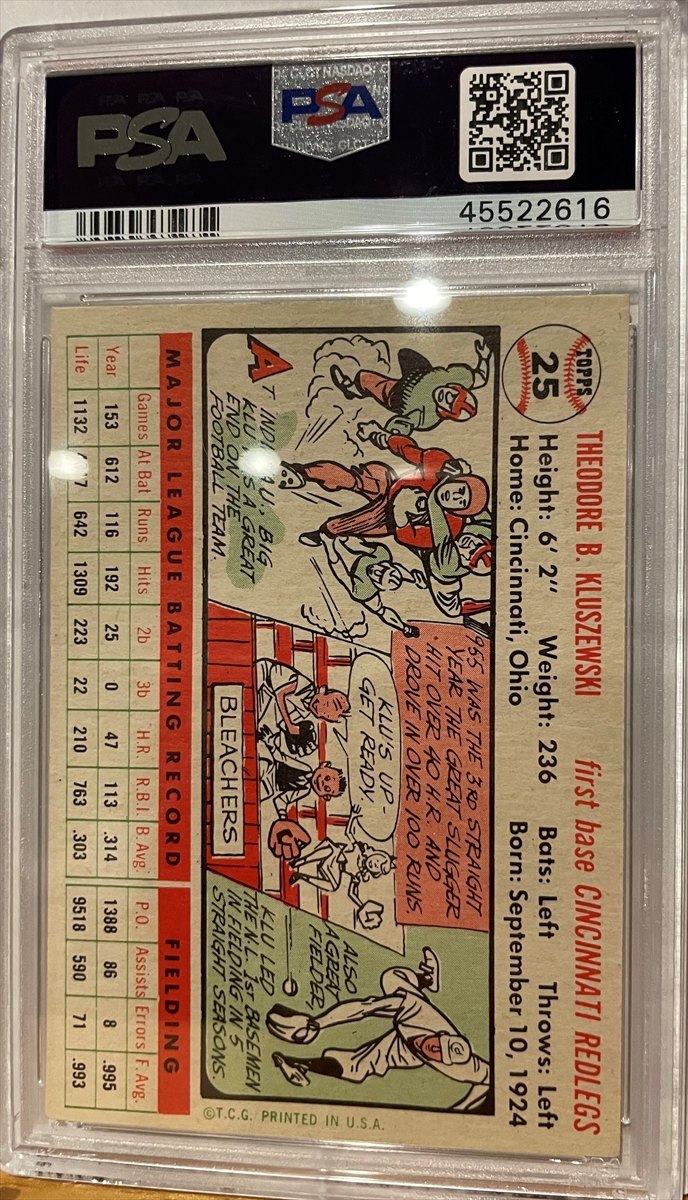 PSA
PSA
45522616
TOPPS
25
THEODORE B. KLUSZEWSKI first base CINCINNATI REDLEGS
Height: 6' 2" Weight: 236 Bats: Left Throws: Left
Home: Cincinnati, Ohio Born: September 10, 1924
AT
BIG
KLU WAS A GREAT
END ON THE
FOOTBALL TEAM.
'55 WAS THE 3RD STRAIGHT
YEAR THE GREAT SLUGGER
HIT OVER 40 H.R. AND
DROVE IN OVER 100 RUNS.
KLU'S UP-
GET READY.
BLEACHERS
ALSO
A GREAT
FIELDER,
KLU LED
THE N.L. 1ST BASEMEN
IN FIELDING IN 5
STRAIGHT SEASONS.
MAJOR LEAGUE BATTING RECORD FIELDING
Games At Bat Runs Hits 2b 3b H.R. R.B.I. B. Avg. P.O. Assists Errors F. Avg.
Year 153 612 116 192 25 0 47 113 .314 1388 86 8 .995
Life 1132 642 1309 223 22 210 763 .303 9518 590 71 .993
©T.C.G. PRINTED IN U.S.A.